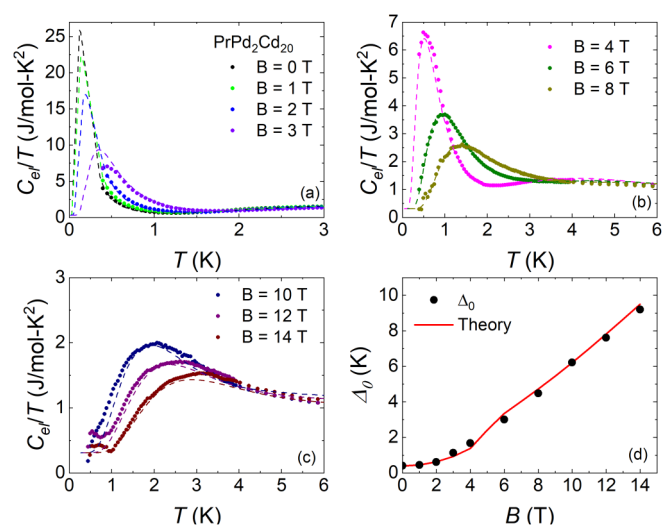 PrPd₂Cd₂₀
B = 0 T
B = 1 T
B = 2 T
B = 3 T
(a)
C_el/T (J/mol-K²)
0 5 10 15 20 25
0 1 2 3
T (K)
B = 4 T
B = 6 T
B = 8 T
(b)
C_el/T (J/mol-K²)
0 1 2 3 4 5 6 7
0 1 2 3 4 5 6
T (K)
B = 10 T
B = 12 T
B = 14 T
(c)
C_el/T (J/mol-K²)
0 1 2 3
0 2 4 6
T (K)
Δ₀
Theory
(d)
Δ₀ (K)
0 2 4 6 8 10
0 2 4 6 8 10 12 14
B (T)